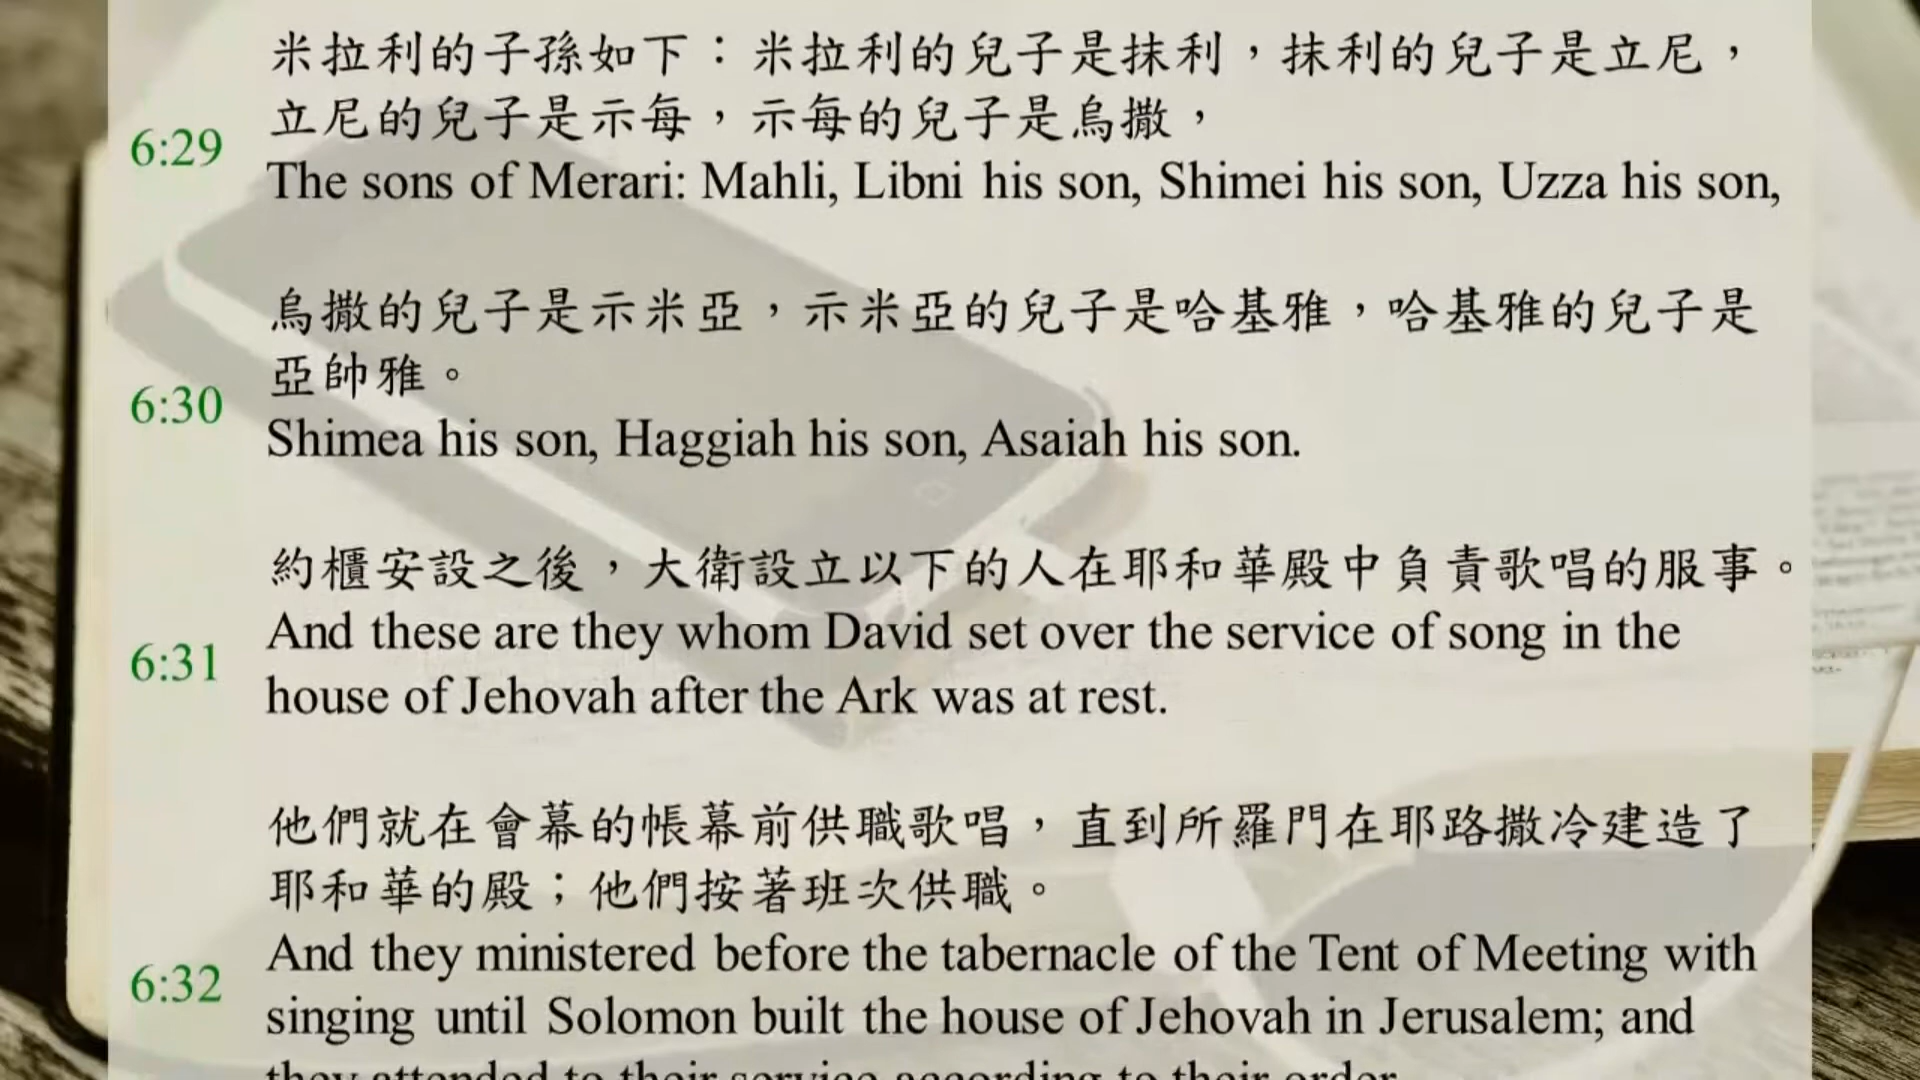 米拉利的子孫如下：米拉利的兒子是抹利，抹利的兒子是立尼，
立尼的兒子是示每，示每的兒子是烏撒，
6:29
The sons of Merari: Mahli, Libni his son, Shimei his son, Uzza his son,
烏撒的兒子是示米亞，示米亞的兒子是哈基雅，哈基雅的兒子是
亞帥雅。
6:30
Shimea his son, Haggiah his son, Asaiah his son.
約櫃安設之後，大衛設立以下的人在耶和華殿中負責歌唱的服事。
And these are they whom David set over the service of song in the
6:31
house of Jehovah after the Ark was at rest.
他們就在會幕的帳幕前供職歌唱，直到所羅門在耶路撒冷建造了
耶和華的殿；他們按著班次供職。
And they ministered before the tabernacle of the Tent of Meeting with
6:32
singing until Solomon built the house of Jehovah in Jerusalem; and
they attended to their service according to their order.